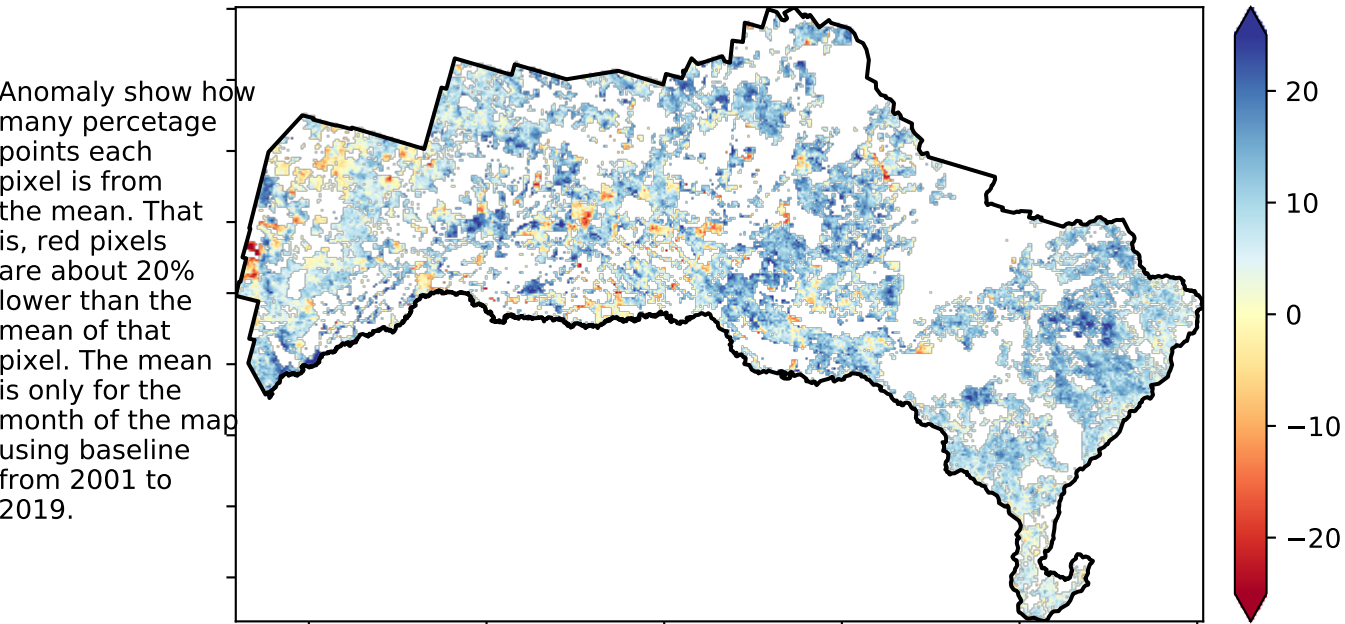 Anomaly show how
many percetage
points each
pixel is from
the mean. That
is, red pixels
are about 20%
lower than the
mean of that
pixel. The mean
is only for the
month of the map
using baseline
from 2001 to
2019.
20
10
0
−10
−20